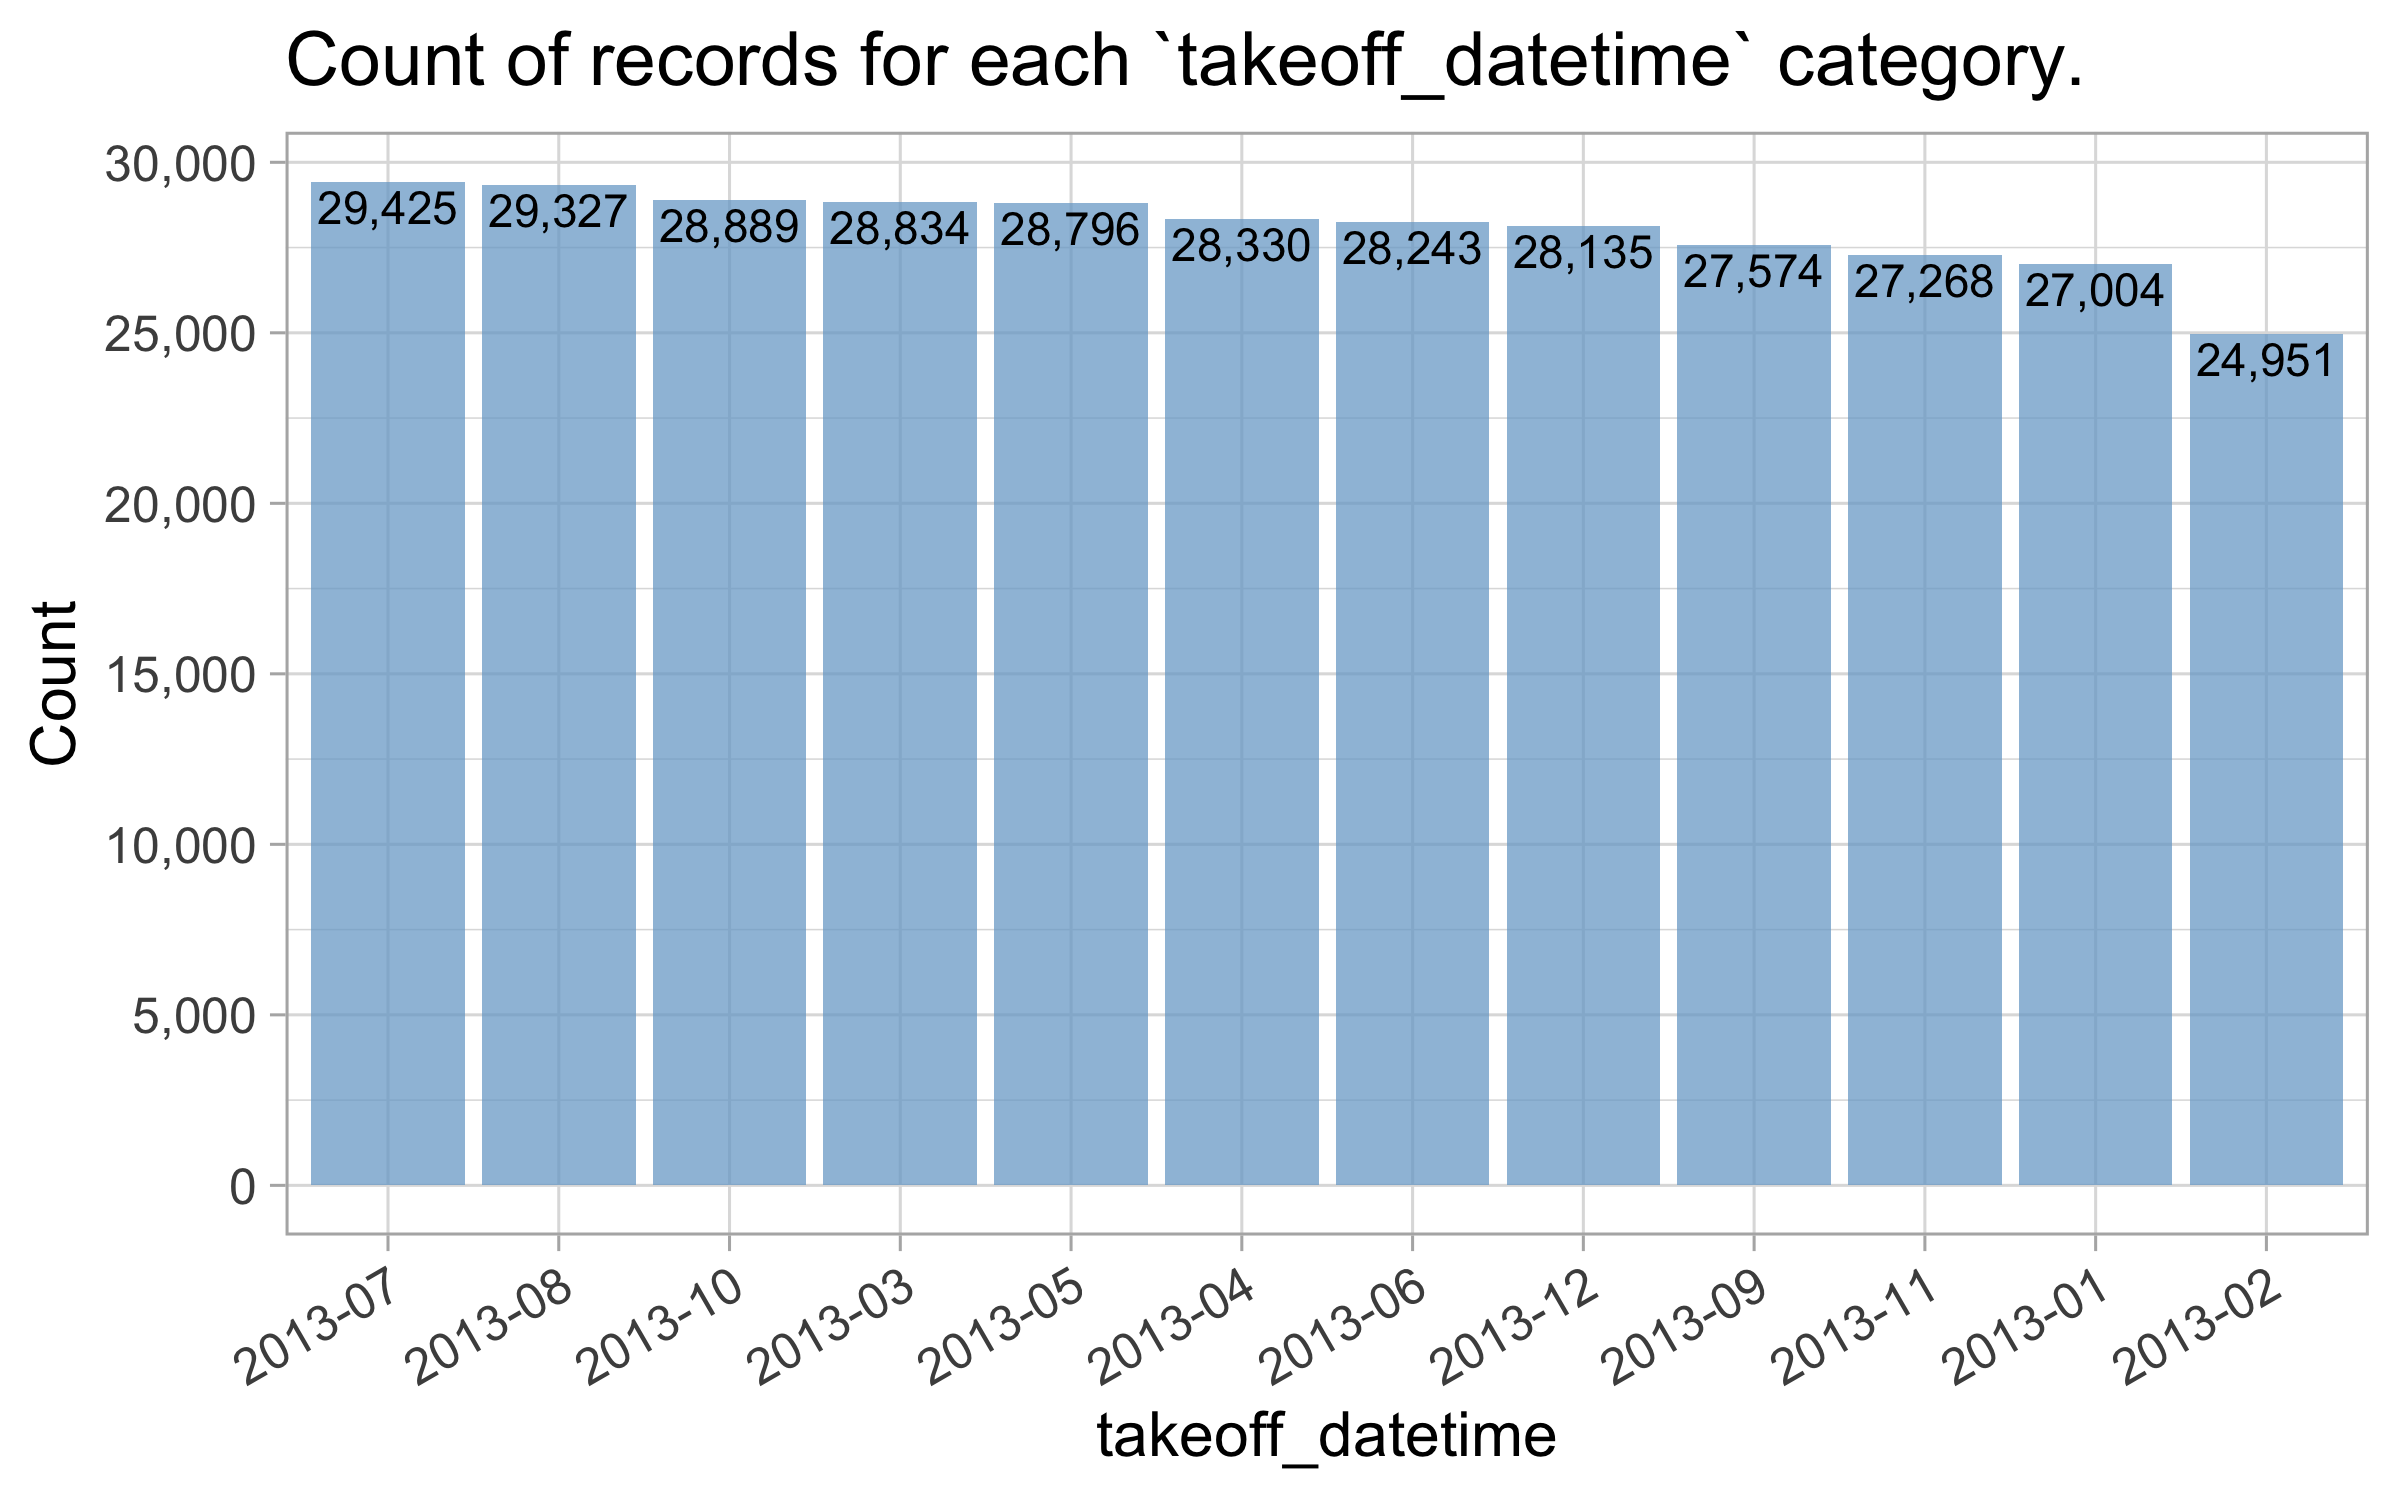 Count of records for each `takeoff_datetime` category.
30,000
25,000
20,000
15,000
10,000
5,000
0
Count
29,425 29,327 28,889 28,834 28,796 28,330 28,243 28,135 27,574 27,268 27,004 24,951
2013-07 2013-08 2013-10 2013-03 2013-05 2013-04 2013-06 2013-12 2013-09 2013-11 2013-01 2013-02
takeoff_datetime